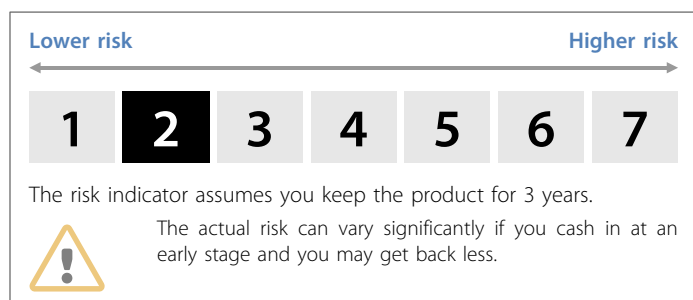 Lower risk Higher risk
1 2 3 4 5 6 7
The risk indicator assumes you keep the product for 3 years.
The actual risk can vary significantly if you cash in at an
early stage and you may get back less.